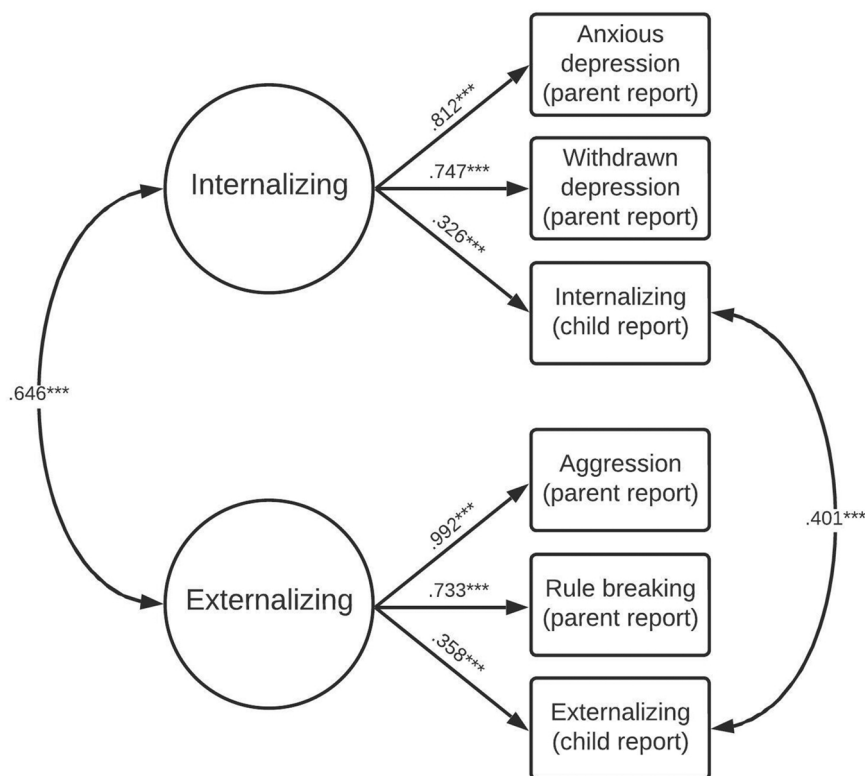 Anxious
depression
(parent report)
.812***
Withdrawn
depression
(parent report)
.747***
Internalizing
.326***
Internalizing
(child report)
.646***
Aggression
(parent report)
.992***
.401***
Rule breaking
(parent report)
.733***
Externalizing
.358***
Externalizing
(child report)